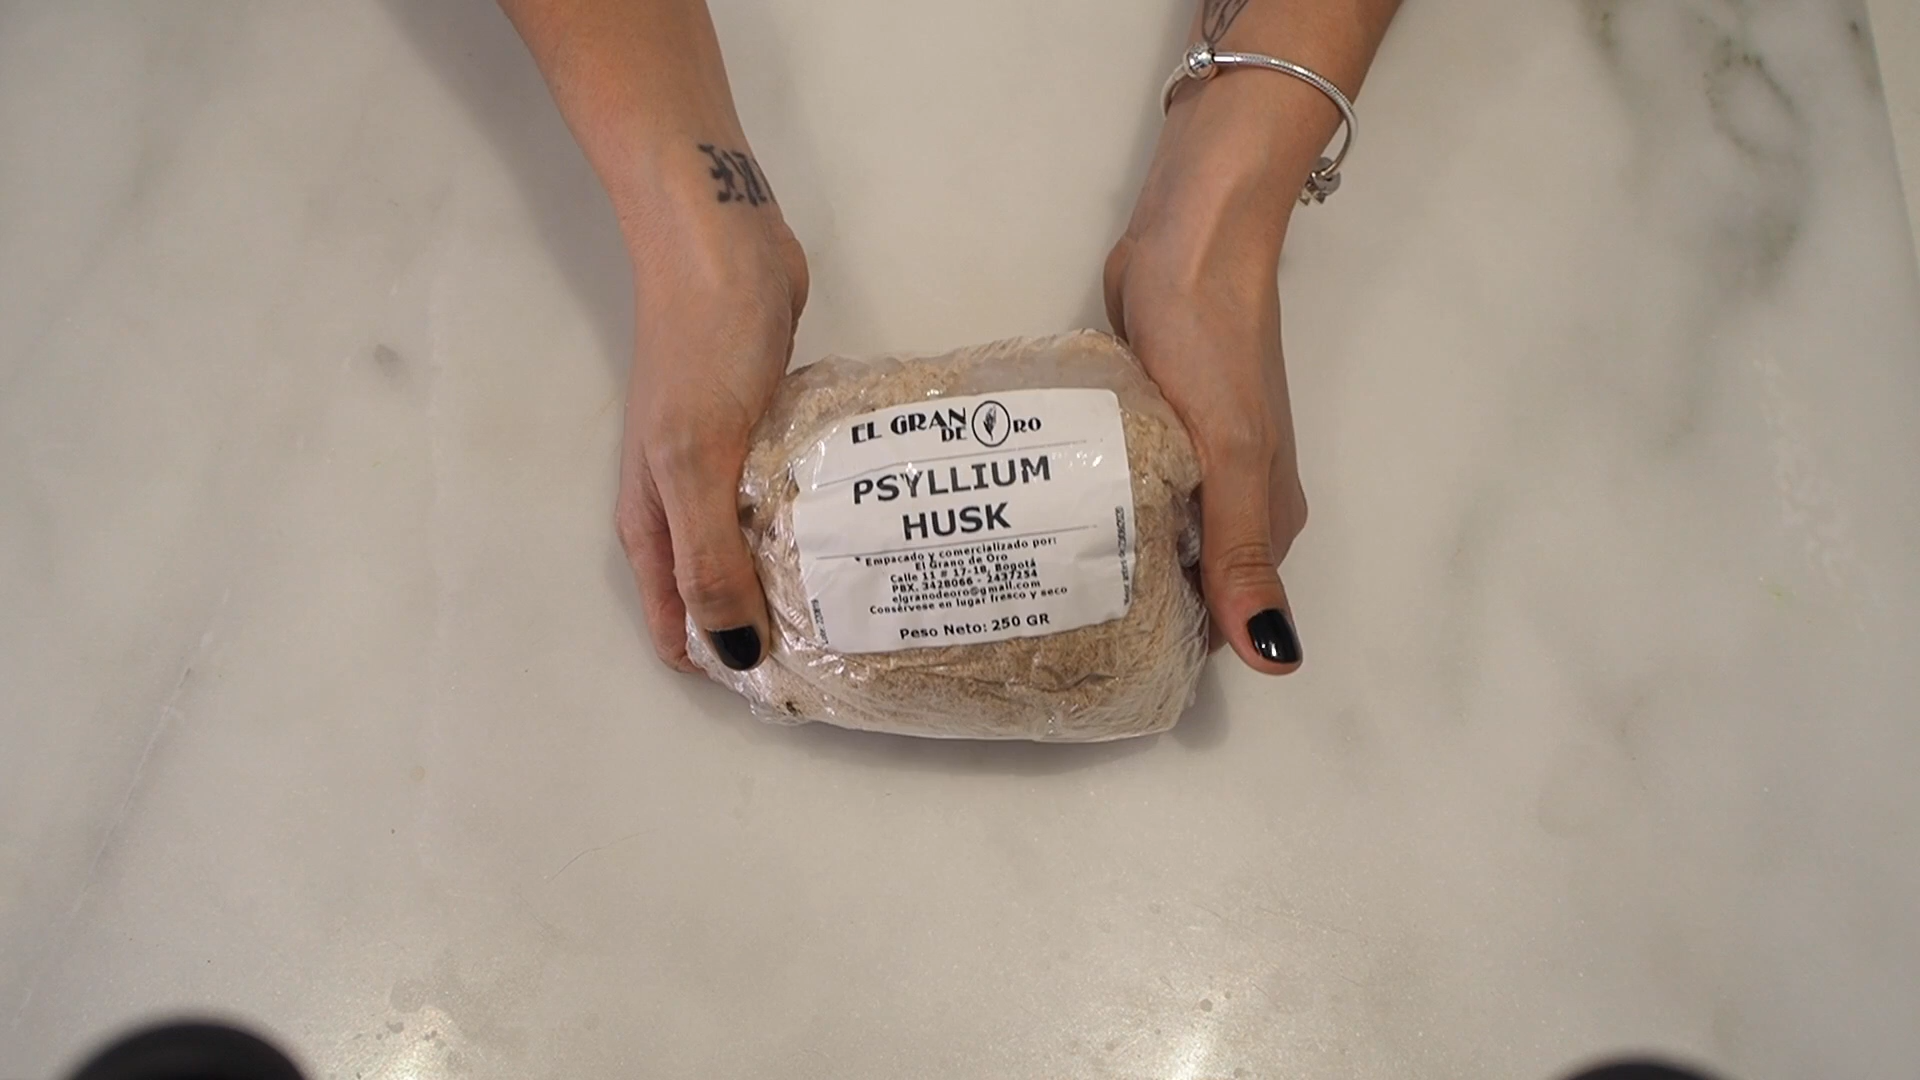 EL GRANO DE ORO
PSYLLIUM
HUSK
* Empacado y comercializado por:
El Grano de Oro
Calle 11 # 17-18, Bogotá
PBX. 3428066 - 2437254
elgranodeoro@gmail.com
Consérvese en lugar fresco y seco
Peso Neto: 250 GR